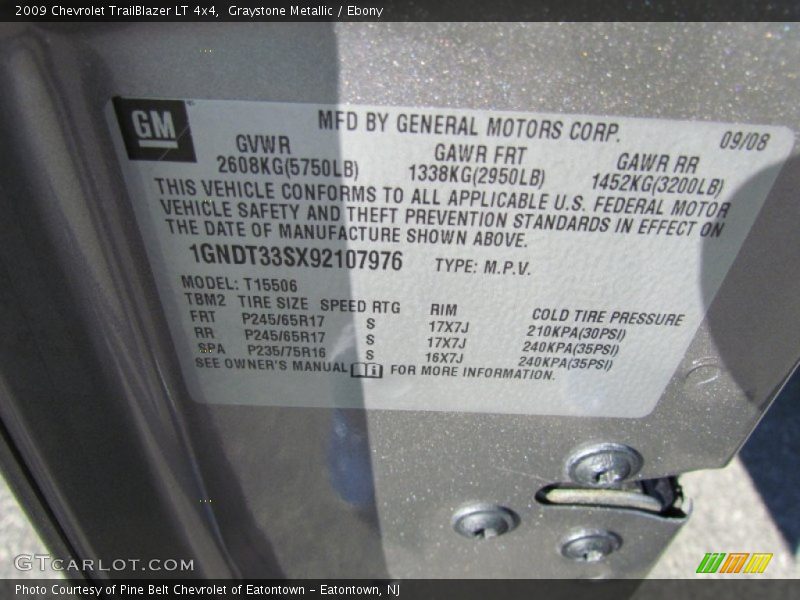 2009 Chevrolet TrailBlazer LT 4x4,  Graystone Metallic / Ebony
GM
MFD BY GENERAL MOTORS CORP.
09/08
GVWR GAWR FRT GAWR RR
2608KG(5750LB) 1338KG(2950LB) 1452KG(3200LB)
THIS VEHICLE CONFORMS TO ALL APPLICABLE U.S. FEDERAL MOTOR
VEHICLE SAFETY AND THEFT PREVENTION STANDARDS IN EFFECT ON
THE DATE OF MANUFACTURE SHOWN ABOVE.
1GNDT33SX92107976 TYPE: M.P.V.
MODEL: T15506
TBM2 TIRE SIZE SPEED RTG RIM COLD TIRE PRESSURE
FRT P245/65R17 S 17X7J 210KPA(30PSI)
RR P245/65R17 S 17X7J 240KPA(35PSI)
SPA P235/75R16 S 16X7J 240KPA(35PSI)
SEE OWNER'S MANUAL FOR MORE INFORMATION.
GTCARLOT.COM
Photo Courtesy of Pine Belt Chevrolet of Eatontown – Eatontown, NJ